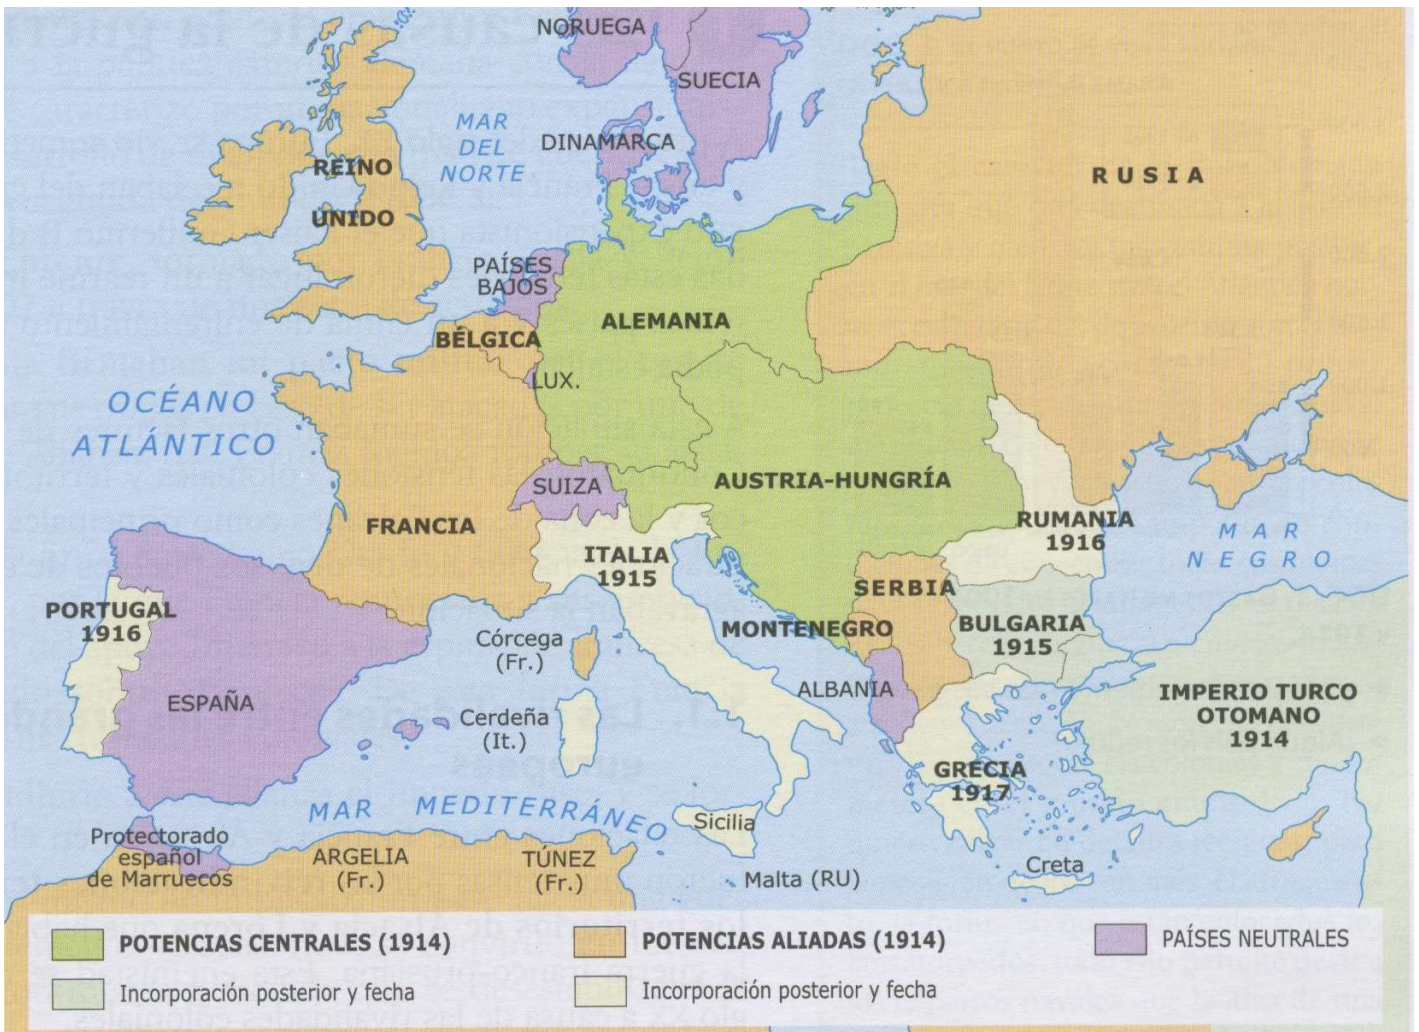 NORUEGA
SUECIA
MAR
DEL
NORTE
DINAMARCA
REINO
UNIDO
RUSIA
PAÍSES
BAJOS
ALEMANIA
BÉLGICA
LUX.
OCÉANO
ATLÁNTICO
AUSTRIA-HUNGRÍA
SUIZA
FRANCIA
RUMANIA
1916
MAR
NEGRO
ITALIA
1915
SERBIA
PORTUGAL
1916
MONTENEGRO
BULGARIA
1915
Córcega
(Fr.)
ESPAÑA
ALBANIA
IMPERIO TURCO
OTOMANO
1914
Cerdeña
(It.)
GRECIA
1917
MAR MEDITERRÁNEO
Sicilia
Protectorado
español
de Marruecos
ARGELIA
(Fr.)
TÚNEZ
(Fr.)
Malta (RU)
Creta
POTENCIAS CENTRALES (1914)
Incorporación posterior y fecha
POTENCIAS ALIADAS (1914)
Incorporación posterior y fecha
PAÍSES NEUTRALES